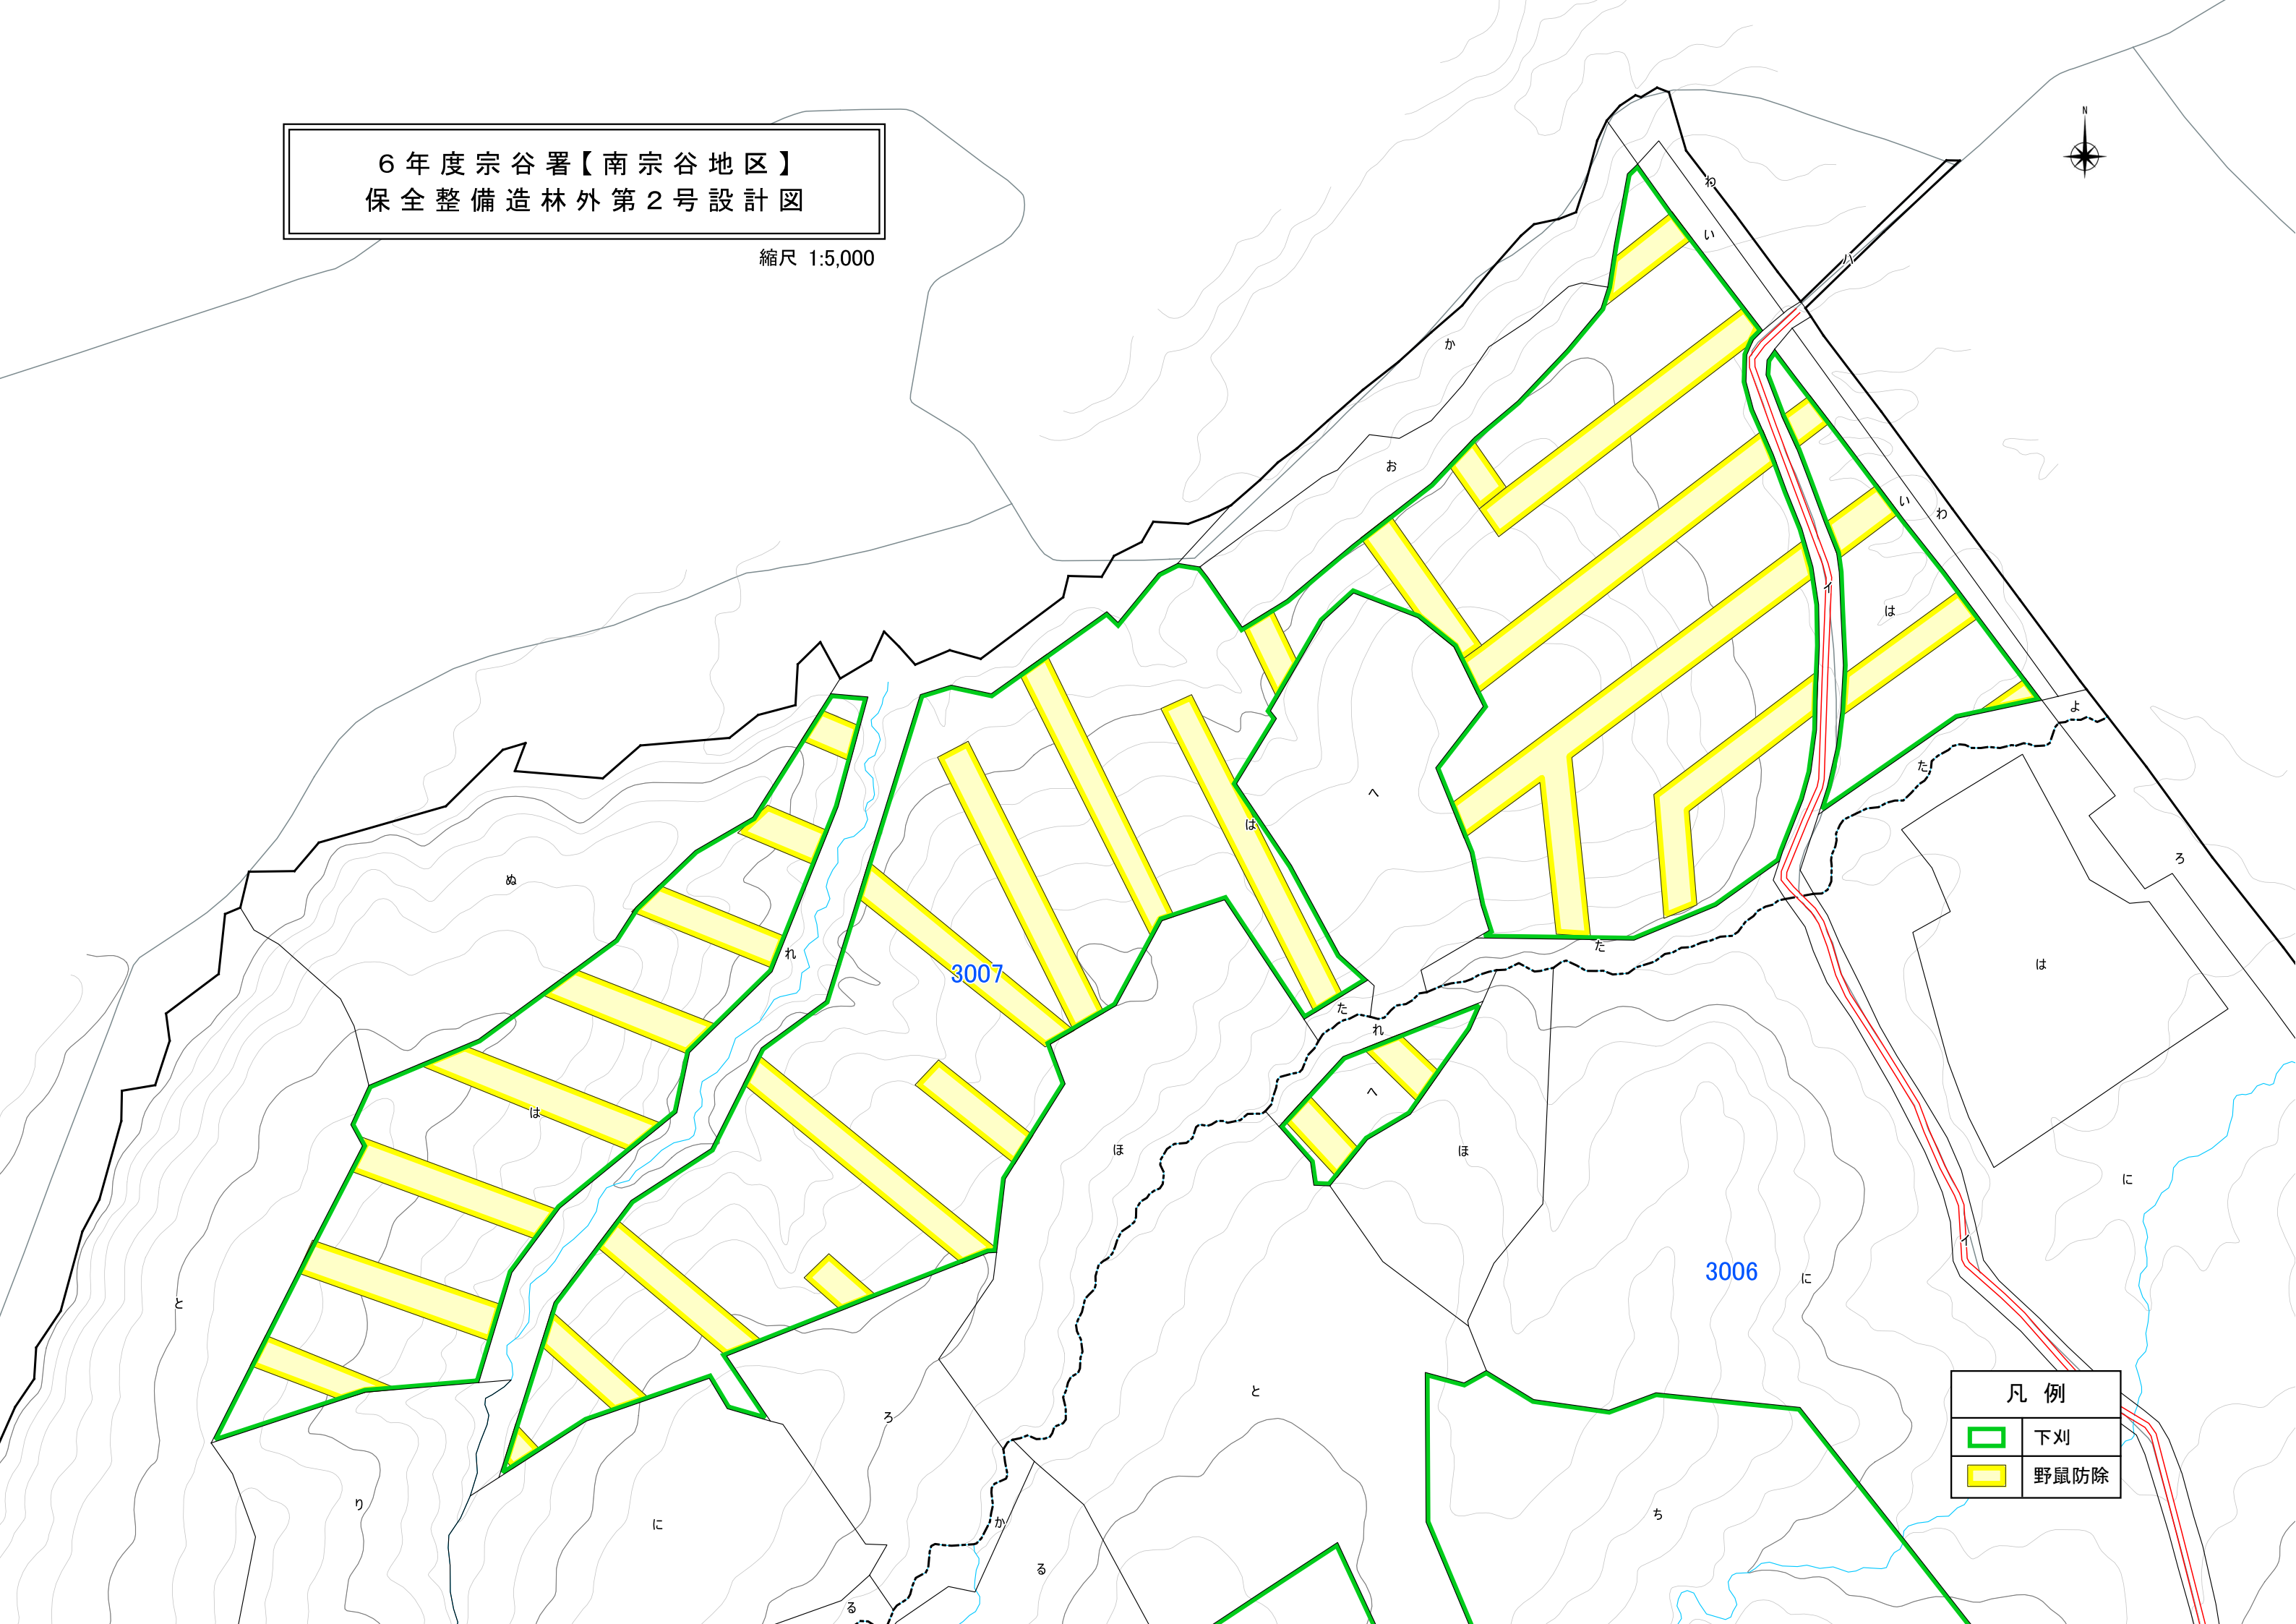 6年度宗谷署【南宗谷地区】
保全整備造林外第2号設計図
縮尺 1:5,000
N
わ
い
ハ
か
お
い
わ
イ
は
よ
た
へ
は
ろ
ぬ
れ
た
は
3007
た
れ
へ
は
ほ
ほ
に
イ
3006
に
と
と
ろ
り
に
か
ち
る
る
凡 例
下刈
野鼠防除